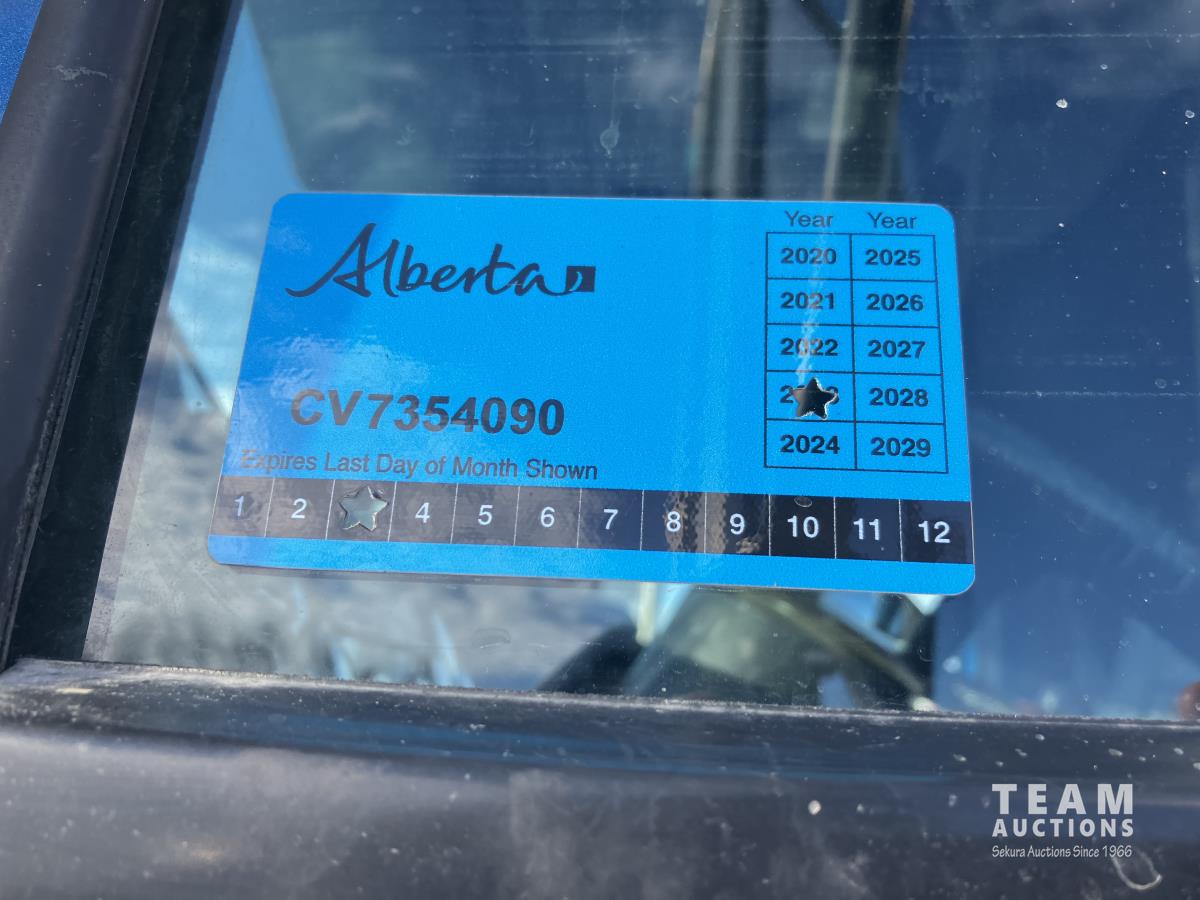 Alberta
Year Year
2020 2025
2021 2026
2022 2027
2028
2024 2029
CV7354090
Expires Last Day of Month Shown
1 2 4 5 6 7 8 9 10 11 12
TEAM
AUCTIONS
Sekura Auctions Since 1966